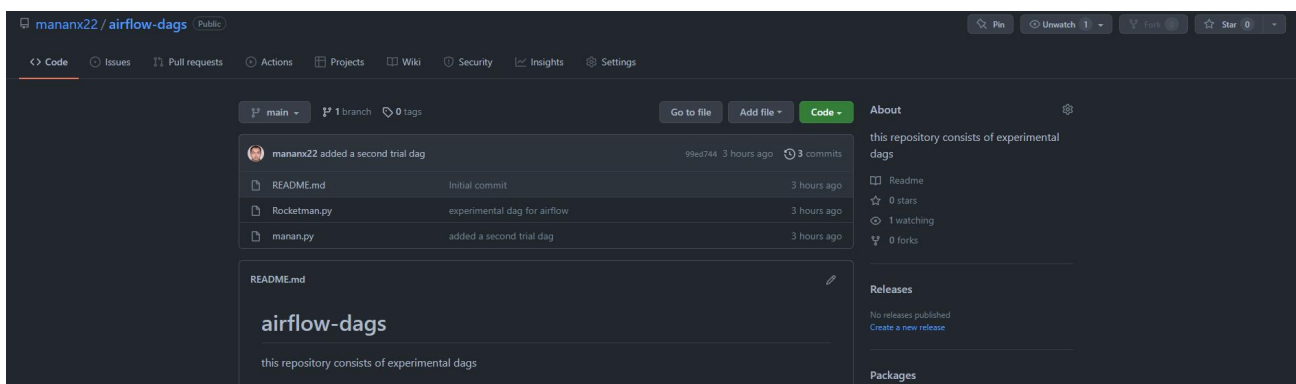 mananx22 / airflow-dags Public
Pin
Unwatch 1
Fork
Star 0
Code
Issues
Pull requests
Actions
Projects
Wiki
Security
Insights
Settings
main
1 branch
0 tags
Go to file
Add file
Code
mananx22 added a second trial dag
99ed744 3 hours ago 3 commits
README.md Initial commit 3 hours ago
Rocketman.py experimental dag for airflow 3 hours ago
manan.py added a second trial dag 3 hours ago
README.md
airflow-dags
this repository consists of experimental dags
About
this repository consists of experimental
dags
Readme
0 stars
1 watching
0 forks
Releases
No releases published
Create a new release
Packages